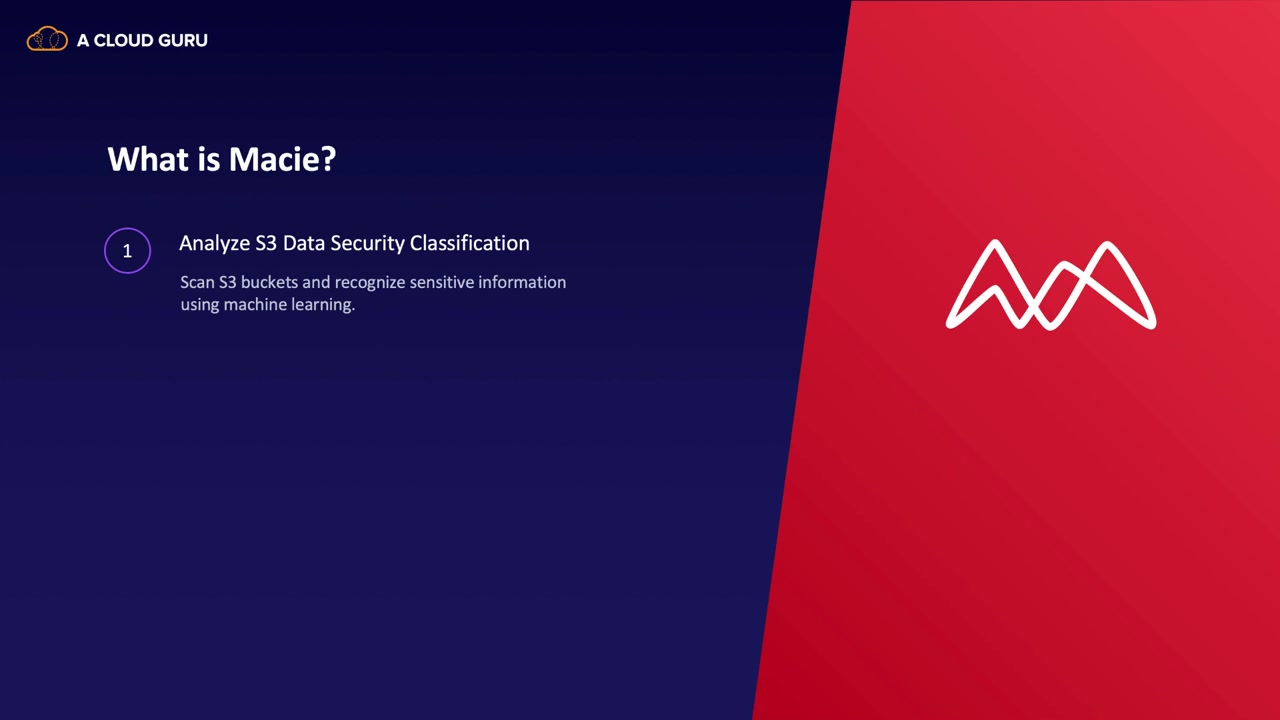 A CLOUD GURU
What is Macie?
1
Analyze S3 Data Security Classification
Scan S3 buckets and recognize sensitive information
using machine learning.